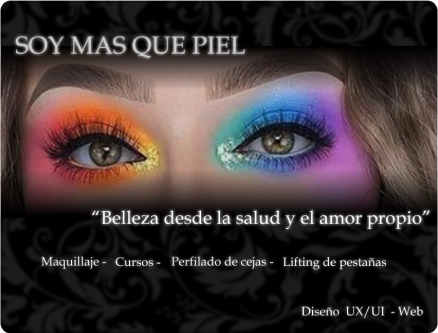 SOY MAS QUE PIEL
“Belleza desde la salud y el amor propio”
Maquillaje - Cursos - Perfilado de cejas - Lifting de pestañas
Diseño UX/UI - Web